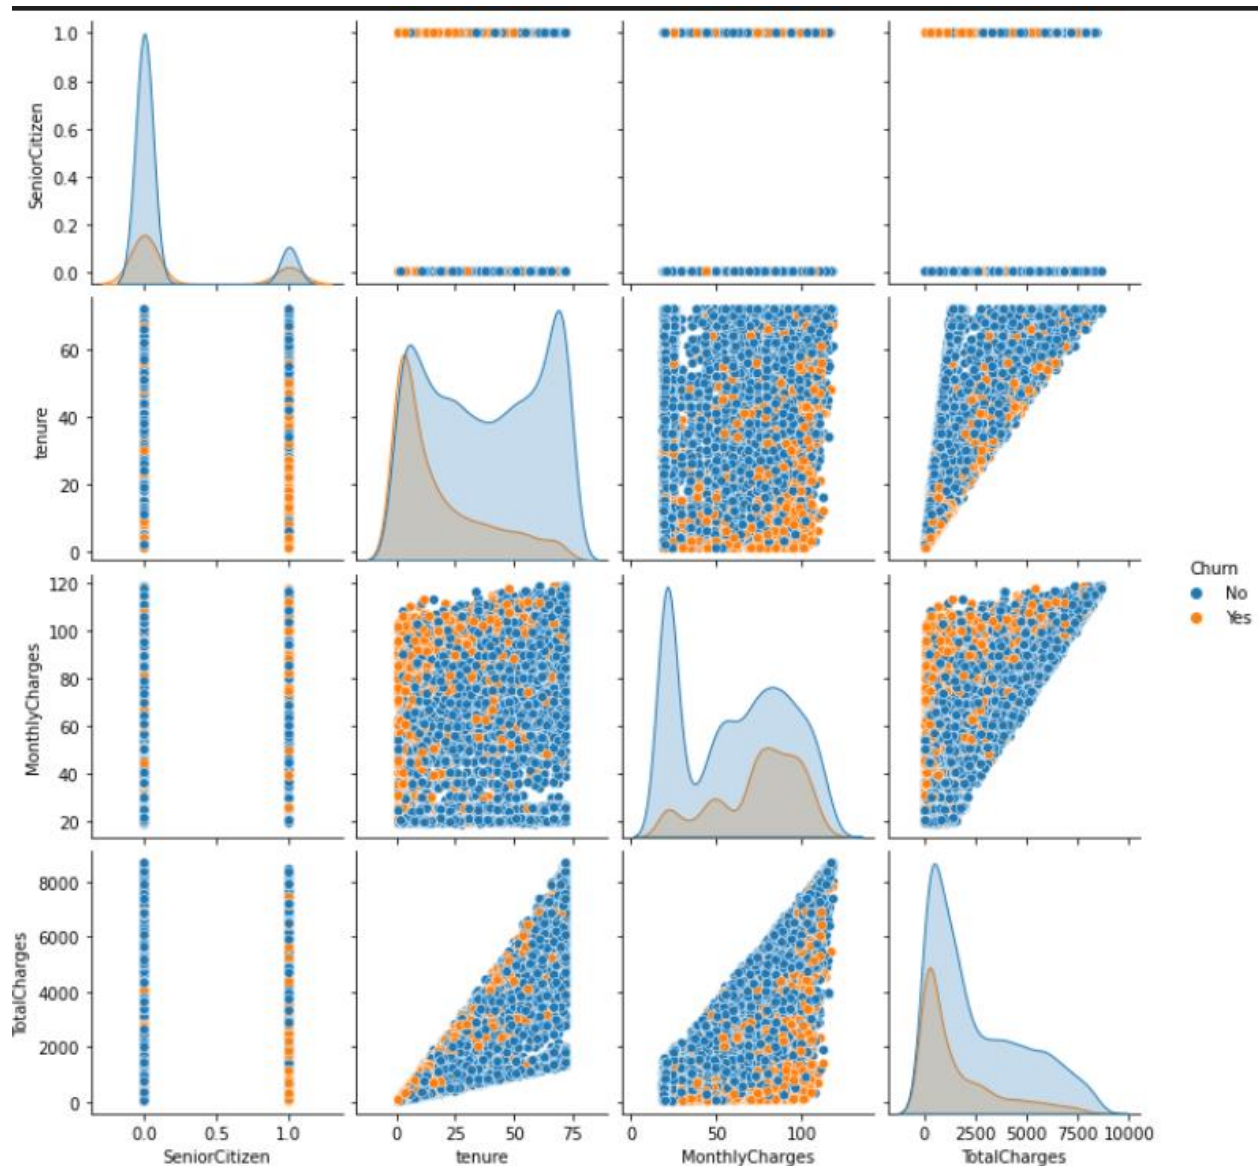 1.0
0.8
0.6
0.4
0.2
0.0
SeniorCitizen
60
40
20
0
tenure
120
100
80
60
40
20
MonthlyCharges
8000
6000
4000
2000
0
TotalCharges
0.0 0.5 1.0
SeniorCitizen
0 25 50 75
tenure
0 50 100
MonthlyCharges
0 2500 5000 7500 10000
TotalCharges
Churn
No
Yes